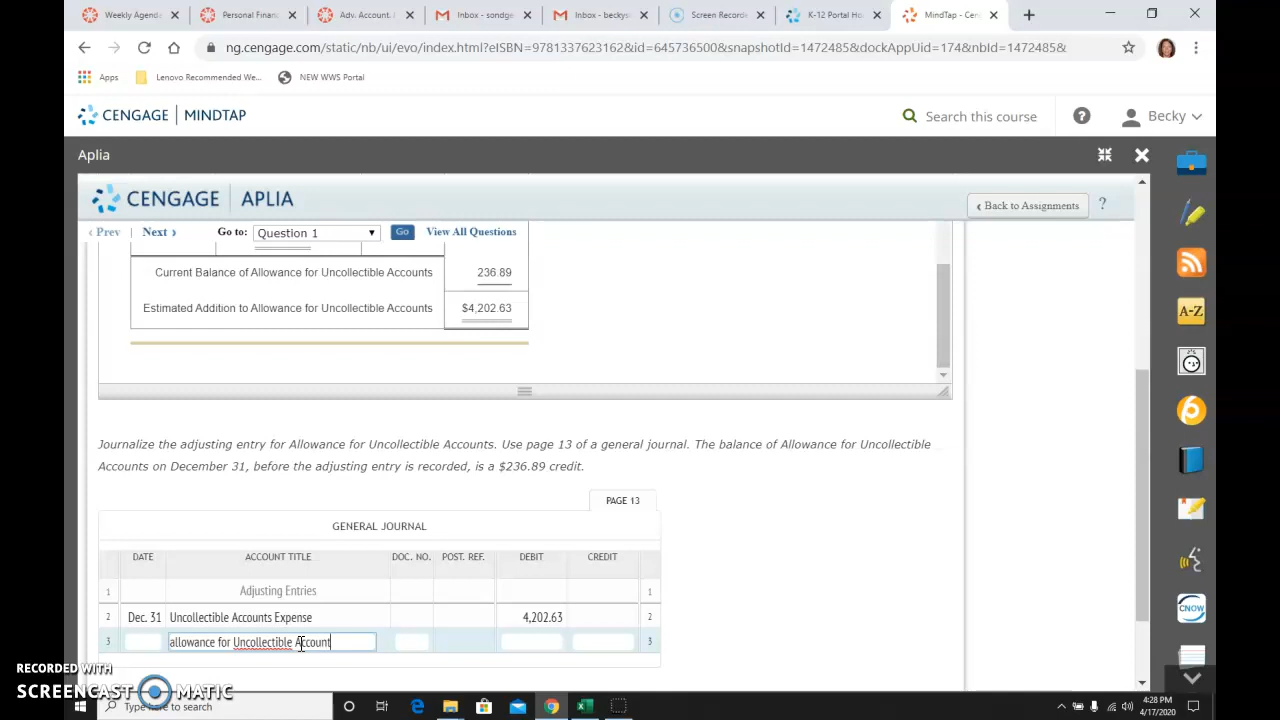 Weekly Agenda
Personal Finan
Adv. Account.
Inbox - sondge
Inbox - beckys
Screen Recorde
K-12 Portal Ho
MindTap - Cen
ng.cengage.com/static/nb/ui/evo/index.html?eISBN=9781337623162&id=645736500&snapshotId=1472485&dockAppUid=174&nbId=1472485&
Apps Lenovo Recommended We... NEW WWS Portal
CENGAGE | MINDTAP Search this course ? Becky
Aplia
CENGAGE | APLIA ‹ Back to Assignments ?
‹ Prev Next › Go to: Question 1 Go View All Questions
Current Balance of Allowance for Uncollectible Accounts 236 89
Estimated Addition to Allowance for Uncollectible Accounts $4,202.63
A-Z
Journalize the adjusting entry for Allowance for Uncollectible Accounts. Use page 13 of a general journal. The balance of Allowance for Uncollectible
Accounts on December 31, before the adjusting entry is recorded, is a $236.89 credit.
PAGE 13
GENERAL JOURNAL
DATE ACCOUNT TITLE DOC. NO. POST. REF. DEBIT CREDIT
1 Adjusting Entries 1
2 Dec. 31 Uncollectible Accounts Expense 4,202.63 2
3 allowance for Uncollectible Account 3
CNOW
RECORDED WITH
SCREENCAST MATIC
Type here to search
4:28 PM
4/17/2020